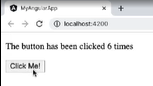 MyAngularApp
localhost:4200
The button has been clicked 6 times
Click Me!